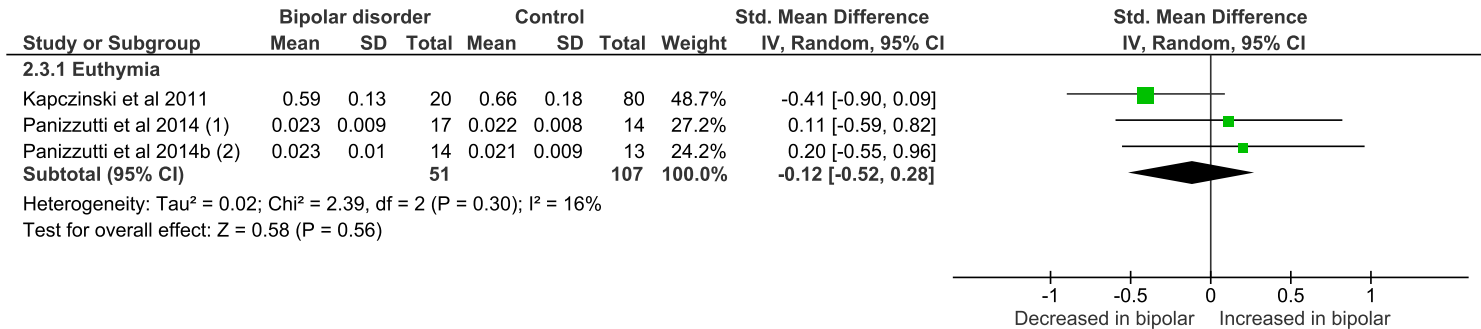 Bipolar disorder Control Std. Mean Difference Std. Mean Difference
Study or Subgroup Mean SD Total Mean SD Total Weight IV, Random, 95% CI IV, Random, 95% CI
2.3.1 Euthymia
Kapczinski et al 2011 0.59 0.13 20 0.66 0.18 80 48.7% -0.41 [-0.90, 0.09]
Panizzutti et al 2014 (1) 0.023 0.009 17 0.022 0.008 14 27.2% 0.11 [-0.59, 0.82]
Panizzutti et al 2014b (2) 0.023 0.01 14 0.021 0.009 13 24.2% 0.20 [-0.55, 0.96]
Subtotal (95% CI) 51 107 100.0% -0.12 [-0.52, 0.28]
Heterogeneity: Tau² = 0.02; Chi² = 2.39, df = 2 (P = 0.30); I² = 16%
Test for overall effect: Z = 0.58 (P = 0.56)
-1 -0.5 0 0.5 1
Decreased in bipolar Increased in bipolar